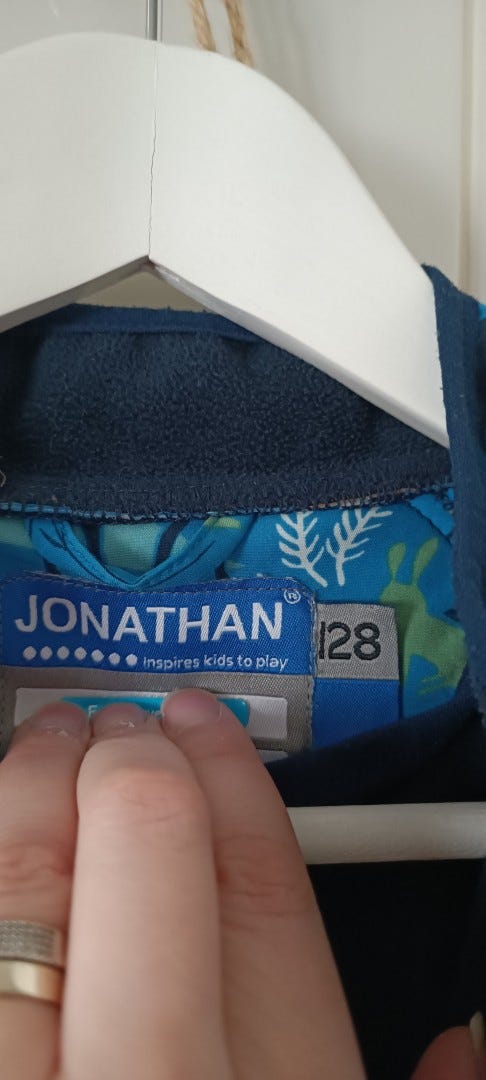 JONATHAN®
Inspires kids to play
128